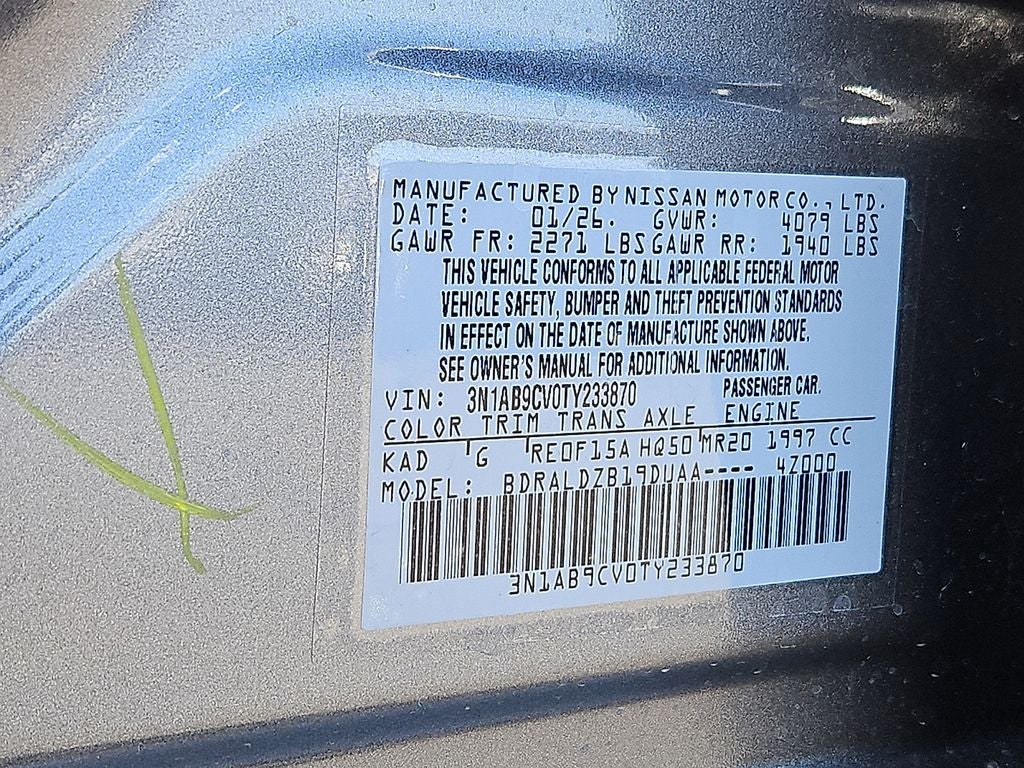 MANUFACTURED BY NISSAN MOTOR CO., LTD.
DATE: 01/26. GVWR: 4079 LBS
GAWR FR: 2271 LBS GAWR RR: 1940 LBS
THIS VEHICLE CONFORMS TO ALL APPLICABLE FEDERAL MOTOR
VEHICLE SAFETY, BUMPER AND THEFT PREVENTION STANDARDS
IN EFFECT ON THE DATE OF MANUFACTURE SHOWN ABOVE.
SEE OWNER'S MANUAL FOR ADDITIONAL INFORMATION.
VIN: 3N1AB9CV0TY233870 PASSENGER CAR.
COLOR TRIM TRANS AXLE ENGINE
KAD G RE0F15A HQ50 MR20 1997 CC
MODEL: BDRALDZB19DUAA---- 4Z000
3N1AB9CV0TY233870